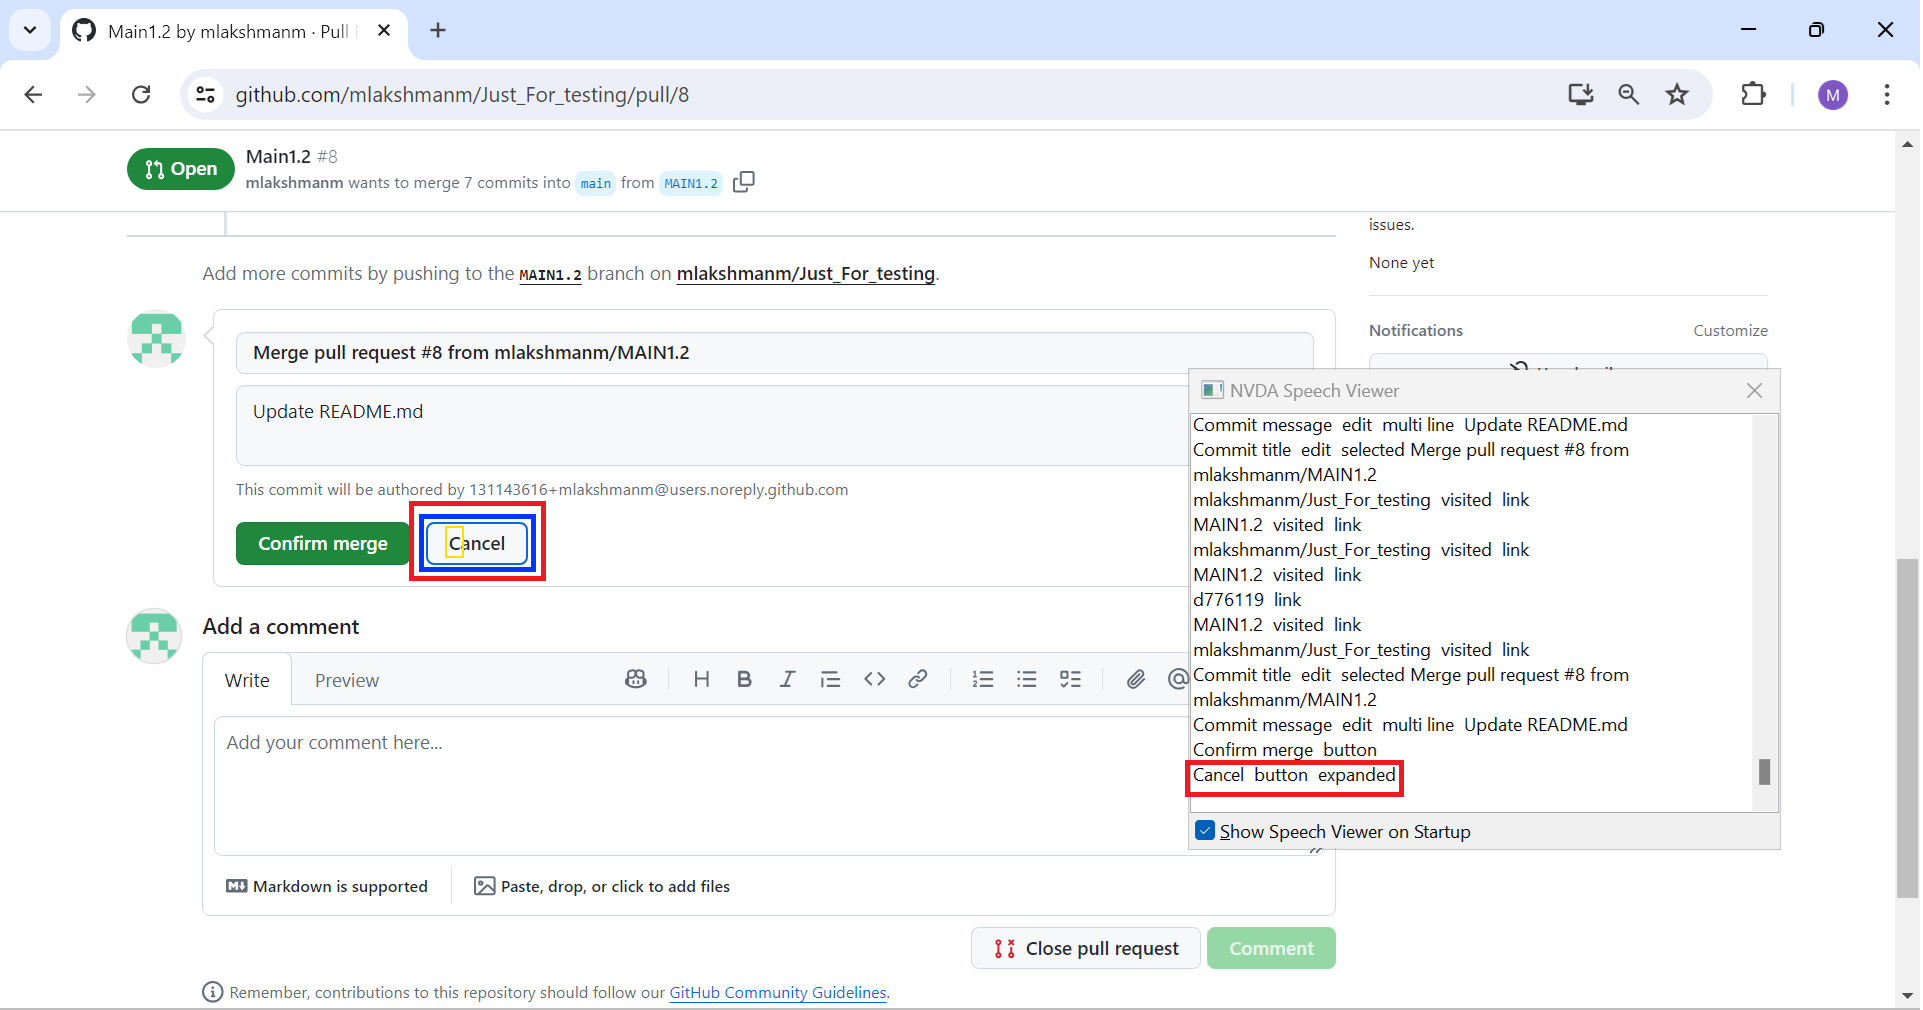 Main1.2 by mlakshmanm · Pull
github.com/mlakshmanm/Just_For_testing/pull/8
M
Open
Main1.2 #8
mlakshmanm wants to merge 7 commits into main from MAIN1.2
issues.
None yet
Add more commits by pushing to the MAIN1.2 branch on mlakshmanm/Just_For_testing.
Notifications Customize
Merge pull request #8 from mlakshmanm/MAIN1.2
Update README.md
This commit will be authored by 131143616+mlakshmanm@users.noreply.github.com
Confirm merge Cancel
NVDA Speech Viewer
Commit message edit multi line Update README.md
Commit title edit selected Merge pull request #8 from
mlakshmanm/MAIN1.2
mlakshmanm/Just_For_testing visited link
MAIN1.2 visited link
mlakshmanm/Just_For_testing visited link
MAIN1.2 visited link
d776119 link
MAIN1.2 visited link
mlakshmanm/Just_For_testing visited link
Commit title edit selected Merge pull request #8 from
mlakshmanm/MAIN1.2
Commit message edit multi line Update README.md
Confirm merge button
Cancel button expanded
Show Speech Viewer on Startup
Add a comment
Write Preview
Add your comment here...
Markdown is supported
Paste, drop, or click to add files
Close pull request Comment
Remember, contributions to this repository should follow our GitHub Community Guidelines.